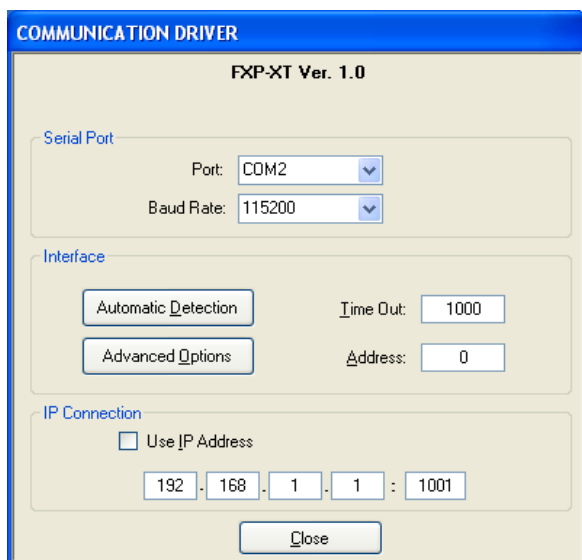 COMMUNICATION DRIVER
FXP-XT Ver. 1.0
Serial Port
Port: COM2
Baud Rate: 115200
Interface
Automatic Detection Time Out: 1000
Advanced Options Address: 0
IP Connection
Use IP Address
192 . 168 . 1 . 1 : 1001
Close